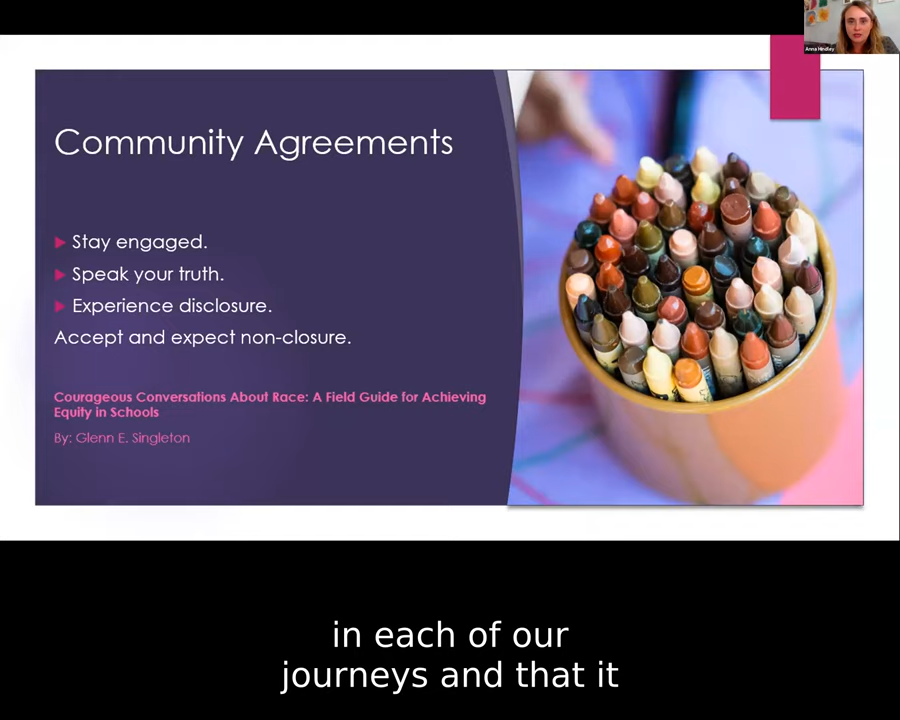 Anna Hindley
Community Agreements
Stay engaged.
Speak your truth.
Experience disclosure.
Accept and expect non-closure.
Courageous Conversations About Race: A Field Guide for Achieving
Equity in Schools
By: Glenn E. Singleton
in each of our
journeys and that it